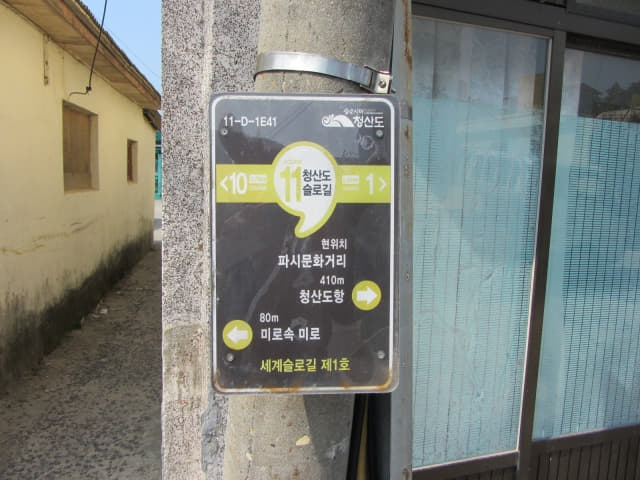 11-D-1E41
청산도
<10
11
청산도
슬로길
1>
현위치
파시문화거리
410m
청산도항
80m
미로속 미로
세계슬로길 제1호